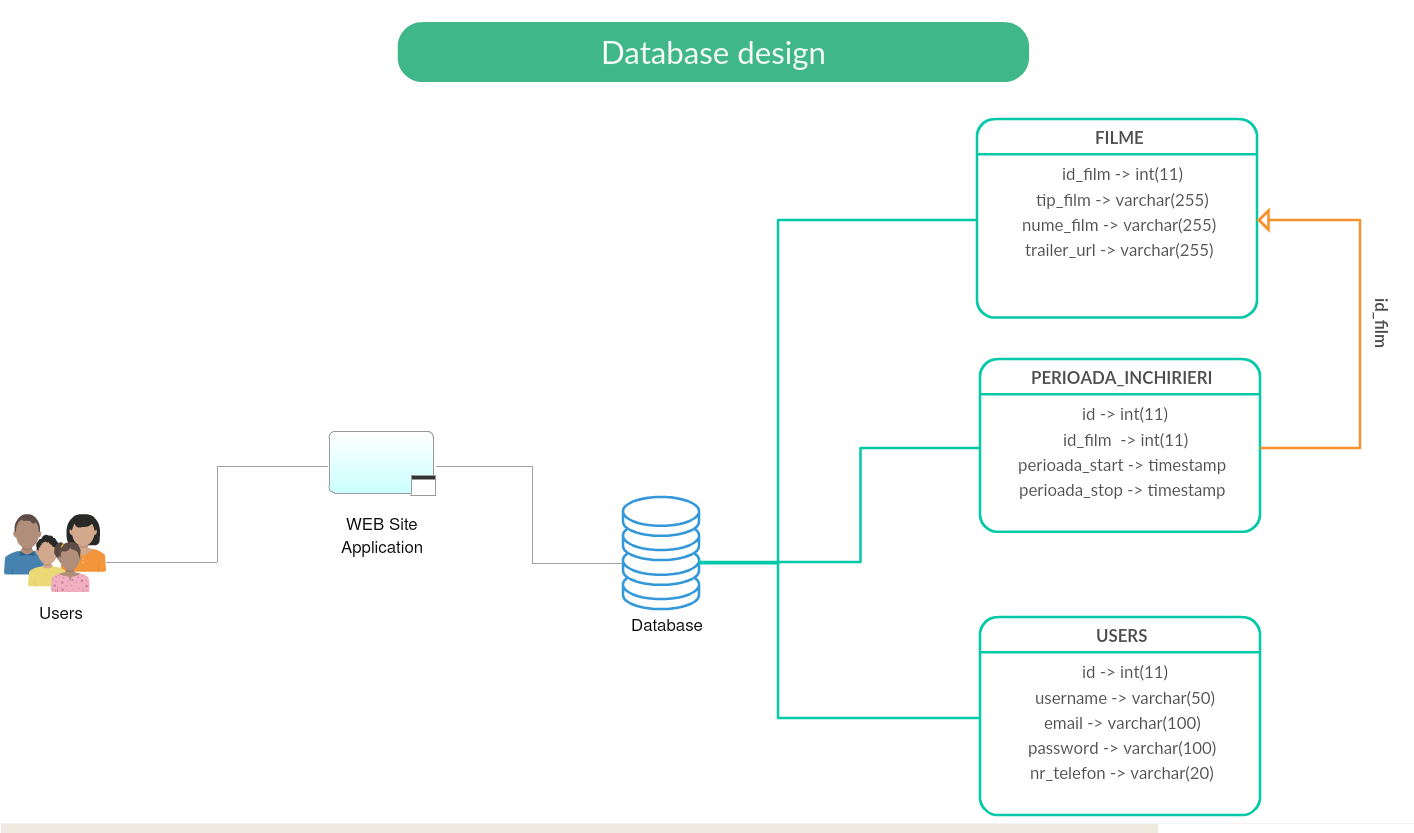 Database design
FILME
id_film -> int(11)
tip_film -> varchar(255)
nume_film -> varchar(255)
trailer_url -> varchar(255)
id_film
PERIOADA_INCHIRIERI
id -> int(11)
id_film  -> int(11)
perioada_start -> timestamp
perioada_stop -> timestamp
WEB Site
Application
Users
Database
USERS
id -> int(11)
username -> varchar(50)
email -> varchar(100)
password -> varchar(100)
nr_telefon -> varchar(20)